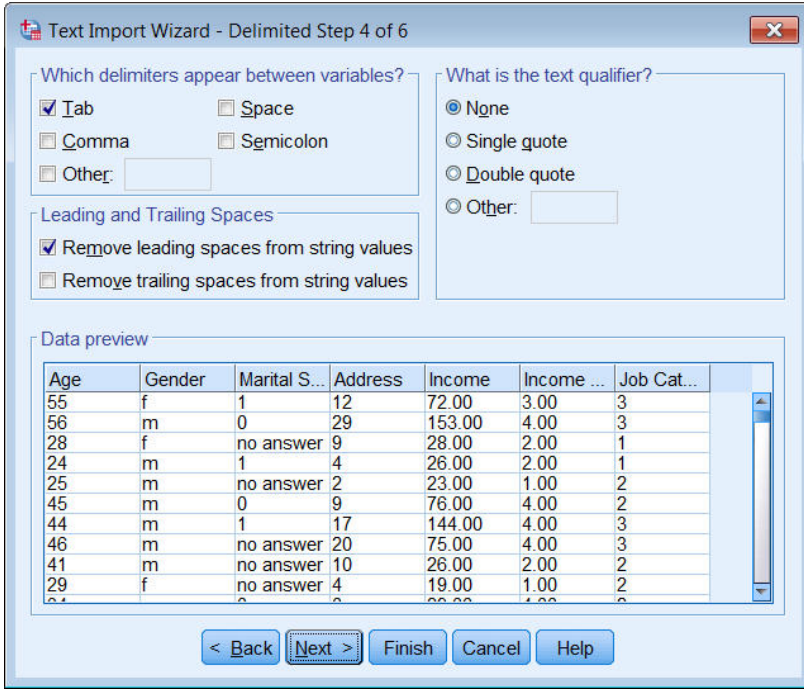 Text Import Wizard - Delimited Step 4 of 6
Which delimiters appear between variables?
Tab Space
Comma Semicolon
Other:
Leading and Trailing Spaces
Remove leading spaces from string values
Remove trailing spaces from string values
What is the text qualifier?
None
Single quote
Double quote
Other:
Data preview
Age Gender Marital S... Address Income Income ... Job Cat...
55 f 1 12 72.00 3.00 3
56 m 0 29 153.00 4.00 3
28 f no answer 9 28.00 2.00 1
24 m 1 4 26.00 2.00 1
25 m no answer 2 23.00 1.00 2
45 m 0 9 76.00 4.00 2
44 m 1 17 144.00 4.00 3
46 m no answer 20 75.00 4.00 3
41 m no answer 10 26.00 2.00 2
29 f no answer 4 19.00 1.00 2
< Back Next > Finish Cancel Help